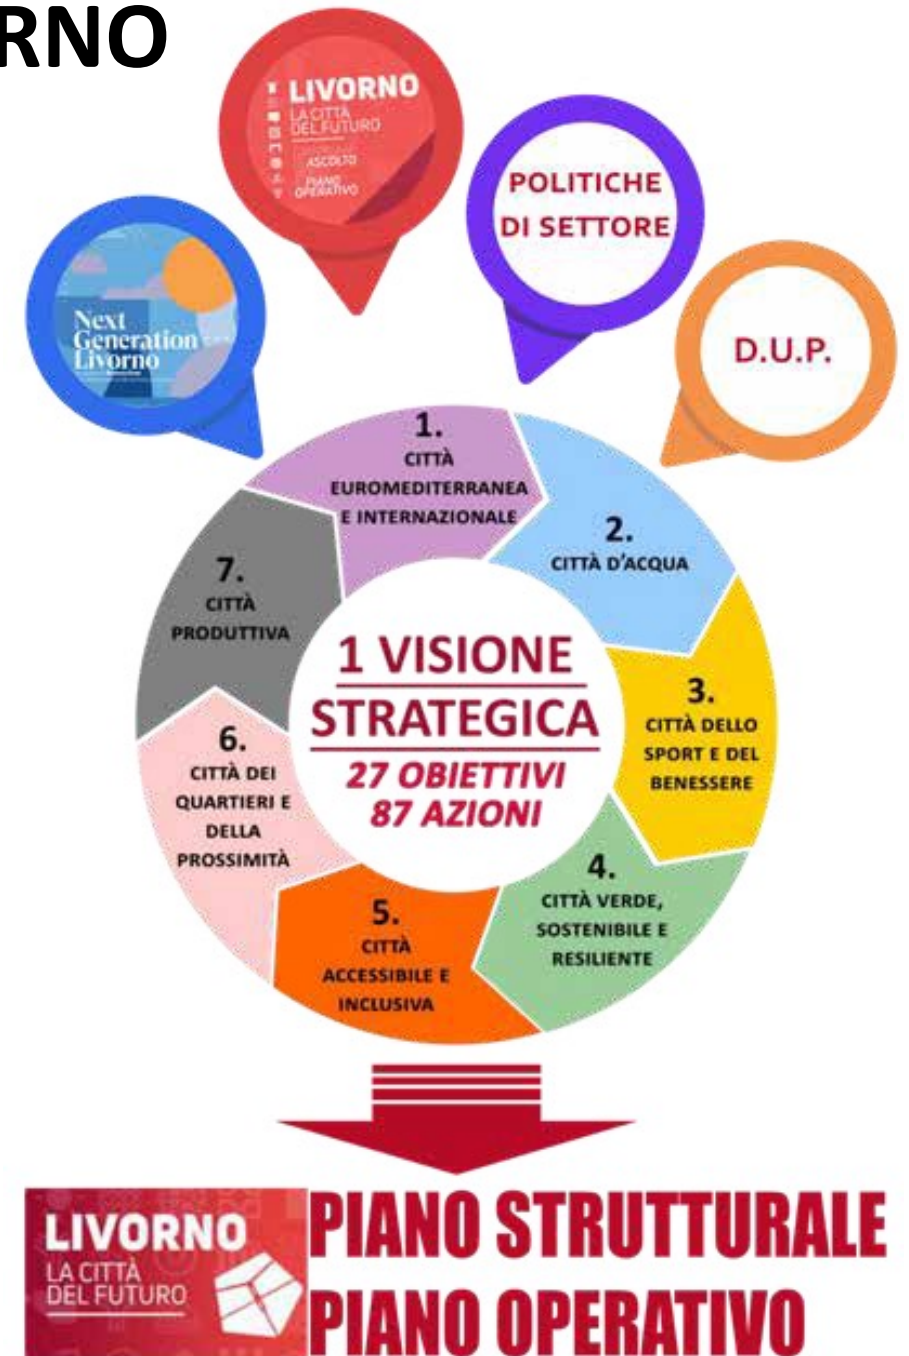 RNO
LIVORNO
LA CITTÀ
DEL FUTURO
ASCOLTO
PIANO
OPERATIVO
POLITICHE
DI SETTORE
Next
Generation
Livorno
D.U.P.
1.
CITTÀ
EUROMEDITERRANEA
E INTERNAZIONALE
2.
CITTÀ D'ACQUA
3.
CITTÀ DELLO
SPORT E DEL
BENESSERE
4.
CITTÀ VERDE,
SOSTENIBILE E
RESILIENTE
5.
CITTÀ
ACCESSIBILE E
INCLUSIVA
6.
CITTÀ DEI
QUARTIERI E
DELLA
PROSSIMITÀ
7.
CITTÀ
PRODUTTIVA
1 VISIONE
STRATEGICA
27 OBIETTIVI
87 AZIONI
LIVORNO
LA CITTÀ
DEL FUTURO
PIANO STRUTTURALE
PIANO OPERATIVO